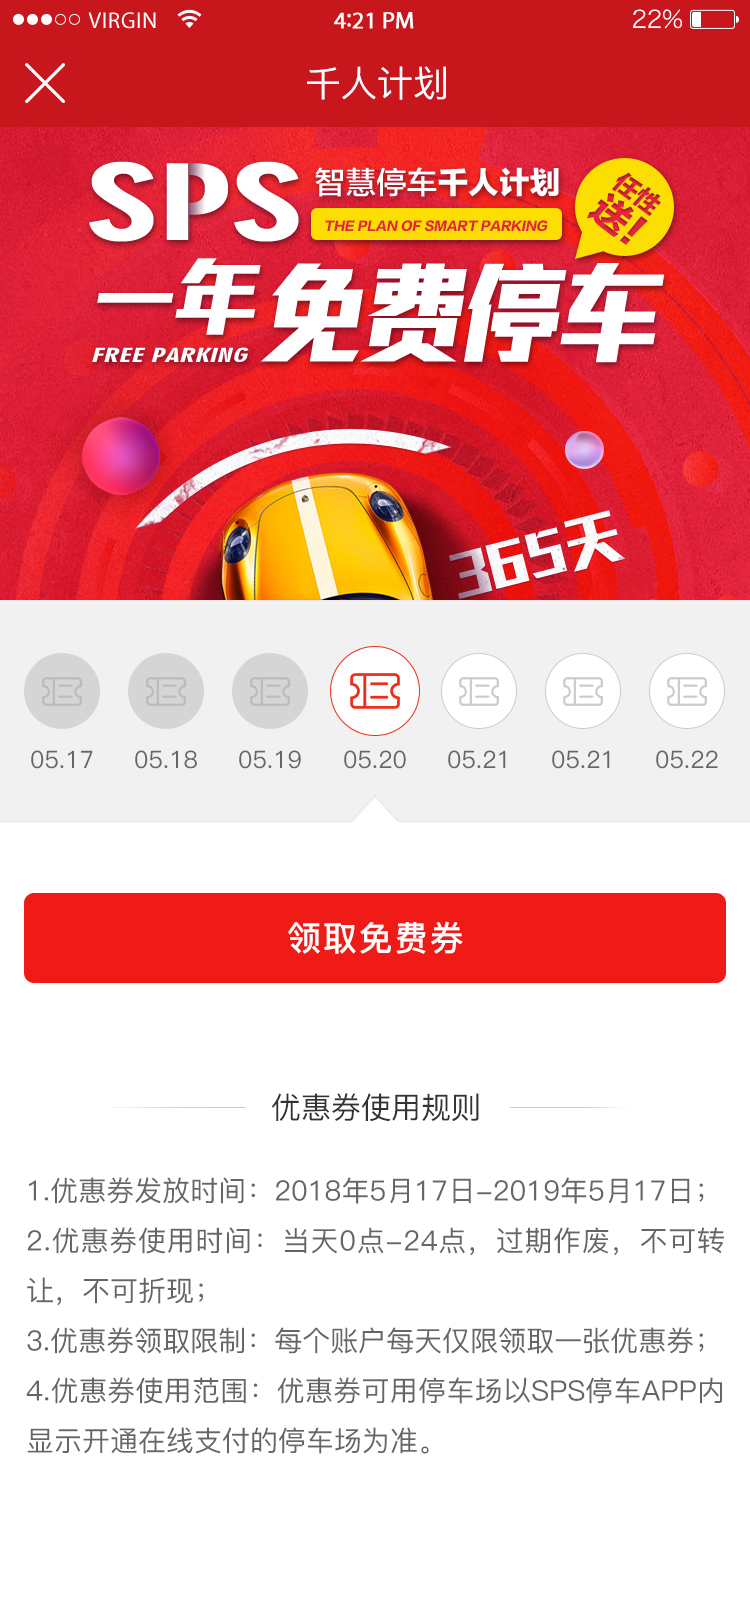 VIRGIN 4:21 PM 22%
千人计划
SPS 智慧停车千人计划
THE PLAN OF SMART PARKING
任性
送!
一年免费停车
FREE PARKING
365天
05.17 05.18 05.19 05.20 05.21 05.21 05.22
领取免费券
优惠券使用规则
1.优惠券发放时间：2018年5月17日-2019年5月17日；
2.优惠券使用时间：当天0点-24点，过期作废，不可转
让，不可折现；
3.优惠券领取限制：每个账户每天仅限领取一张优惠券；
4.优惠券使用范围：优惠券可用停车场以SPS停车APP内
显示开通在线支付的停车场为准。